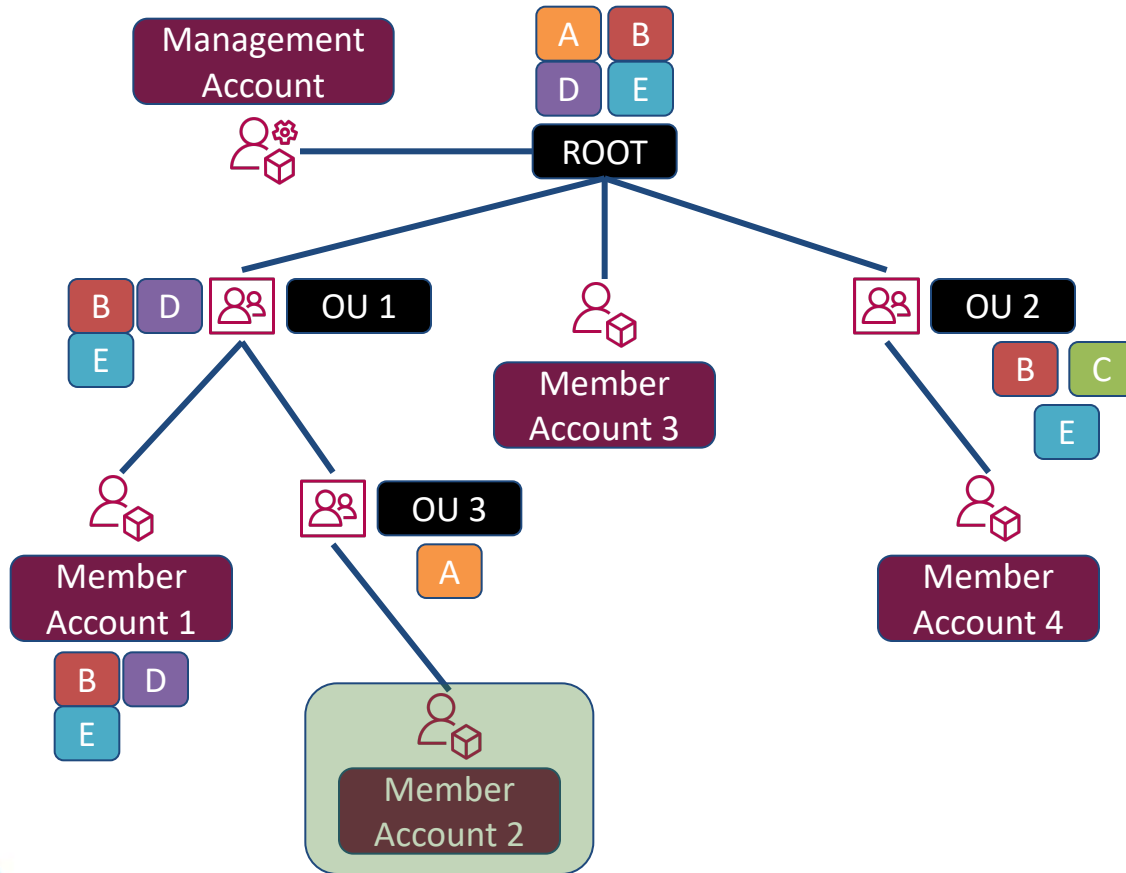 Management
Account
A B
D E
ROOT
B D
E
OU 1
Member
Account 3
OU 2
B C
E
Member
Account 1
B D
E
OU 3
A
Member
Account 4
Member
Account 2